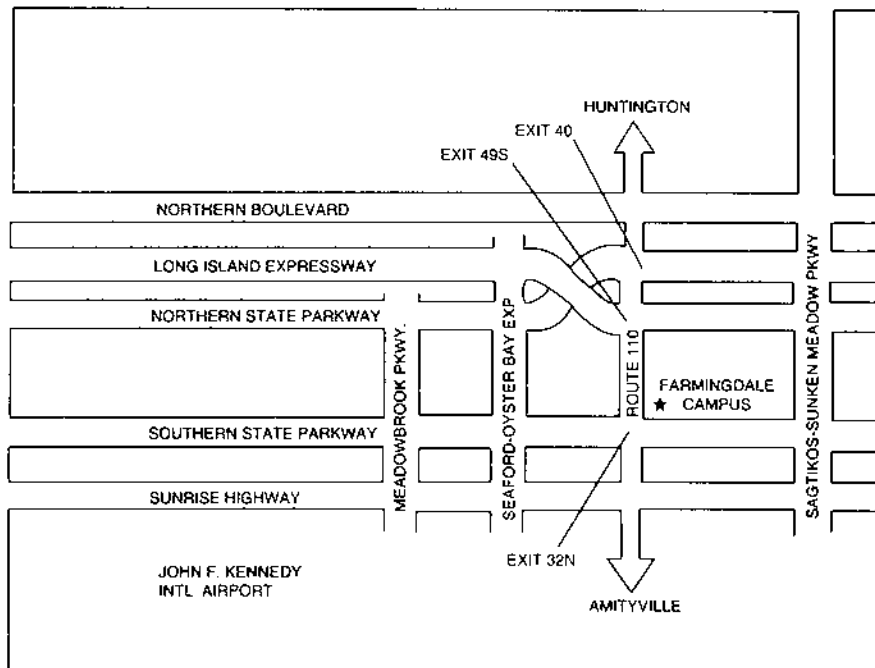 HUNTINGTON
EXIT 40
EXIT 49S
NORTHERN BOULEVARD
LONG ISLAND EXPRESSWAY
NORTHERN STATE PARKWAY
MEADOWBROOK PKWY.
SEAFORD-OYSTER BAY EXP
ROUTE 110
FARMINGDALE
★ CAMPUS
SAGTIKOS-SUNKEN MEADOW PKWY
SOUTHERN STATE PARKWAY
SUNRISE HIGHWAY
EXIT 32N
JOHN F. KENNEDY
INTL AIRPORT
AMITYVILLE